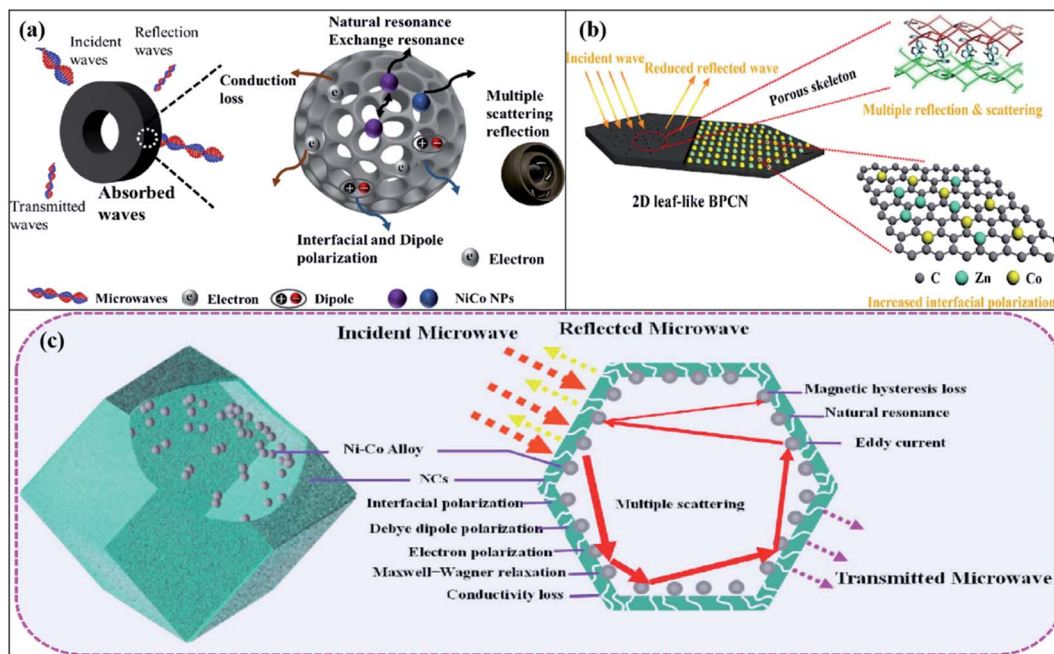 (a)
Incident
waves
Reflection
waves
Conduction
loss
Natural resonance
Exchange resonance
e
e
e
Multiple
scattering
reflection
Absorbed
waves
Transmitted
waves
Interfacial and Dipole
polarization
e Electron
Microwaves
e Electron
Dipole
NiCo NPs
(b)
Incident wave
Reduced reflected wave
Porous skeleton
Multiple reflection & scattering
2D leaf-like BPCN
C
Zn
Co
Increased interfacial polarization
(c)
Incident Microwave
Reflected Microwave
Magnetic hysteresis loss
Natural resonance
Eddy current
Ni-Co Alloy
NCs
Interfacial polarization
Multiple scattering
Debye dipole polarization
Electron polarization
Maxwell-Wagner relaxation
Conductivity loss
Transmitted Microwave